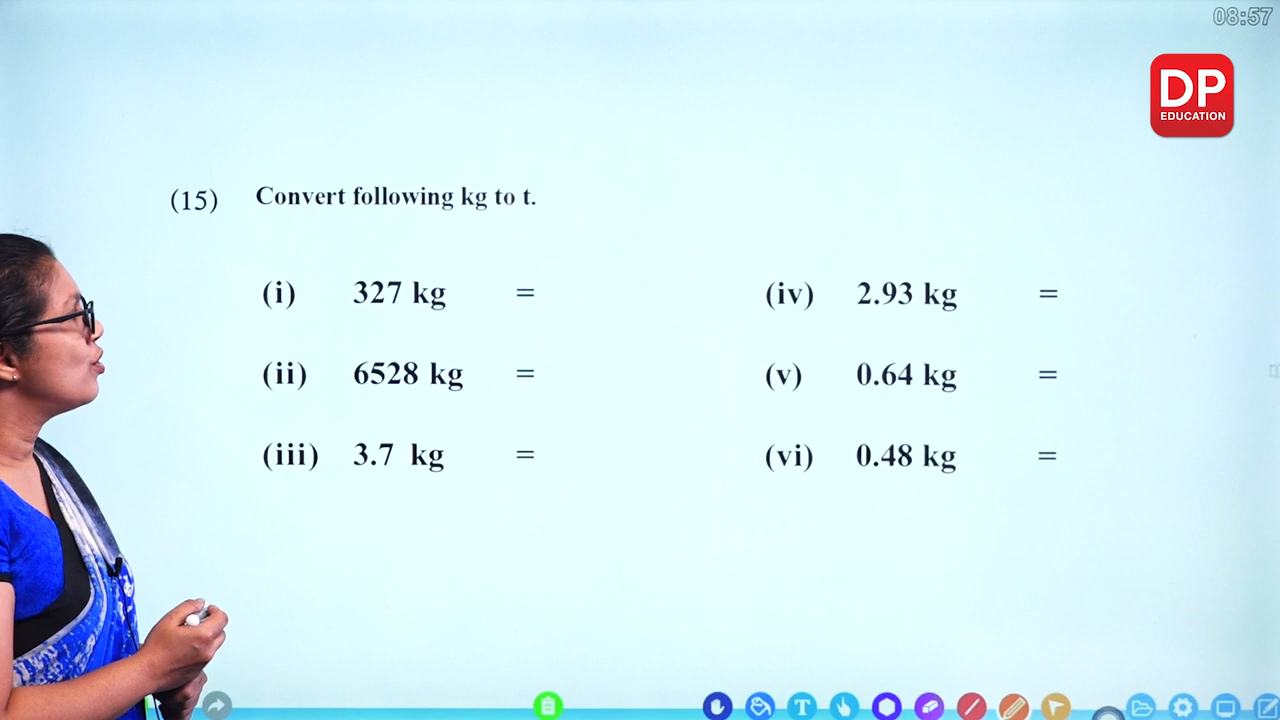 08:57
DP
EDUCATION
(15) Convert following kg to t.
(i) 327 kg = (iv) 2.93 kg =
(ii) 6528 kg = (v) 0.64 kg =
(iii) 3.7 kg = (vi) 0.48 kg =
T